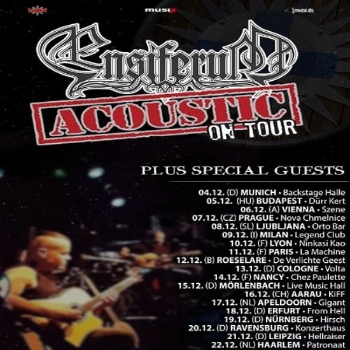 musix
Ensiferum
ACOUSTIC
ON TOUR
PLUS SPECIAL GUESTS
04.12. (D) MUNICH - Backstage Halle
05.12. (HU) BUDAPEST - Dürr Kert
06.12. (A) VIENNA - Szene
07.12. (CZ) PRAGUE - Nova Chmelnice
08.12. (SL) LJUBLJANA - Orto Bar
09.12. (I) MILAN - Legend Club
10.12. (F) LYON - Ninkasi Kao
11.12. (F) PARIS - La Machine
12.12. (B) ROESELARE - De Verlichte Geest
13.12. (D) COLOGNE - Volta
14.12. (F) NANCY - Chez Paulette
15.12. (D) MÖRLENBACH - Live Music Hall
16.12. (CH) AARAU - KiFF
17.12. (NL) APELDOORN - Gigant
18.12. (D) ERFURT - From Hell
19.12. (D) NÜRNBERG - Hirsch
20.12. (D) RAVENSBURG - Konzerthaus
21.12. (D) LEIPZIG - Hellraiser
22.12. (NL) HAARLEM - Patronaat